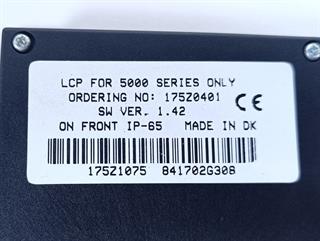 LCP FOR 5000 SERIES ONLY
ORDERING NO: 175Z0401
SW VER. 1.42
CE
ON FRONT IP-65 MADE IN DK
175Z1075 841702G308